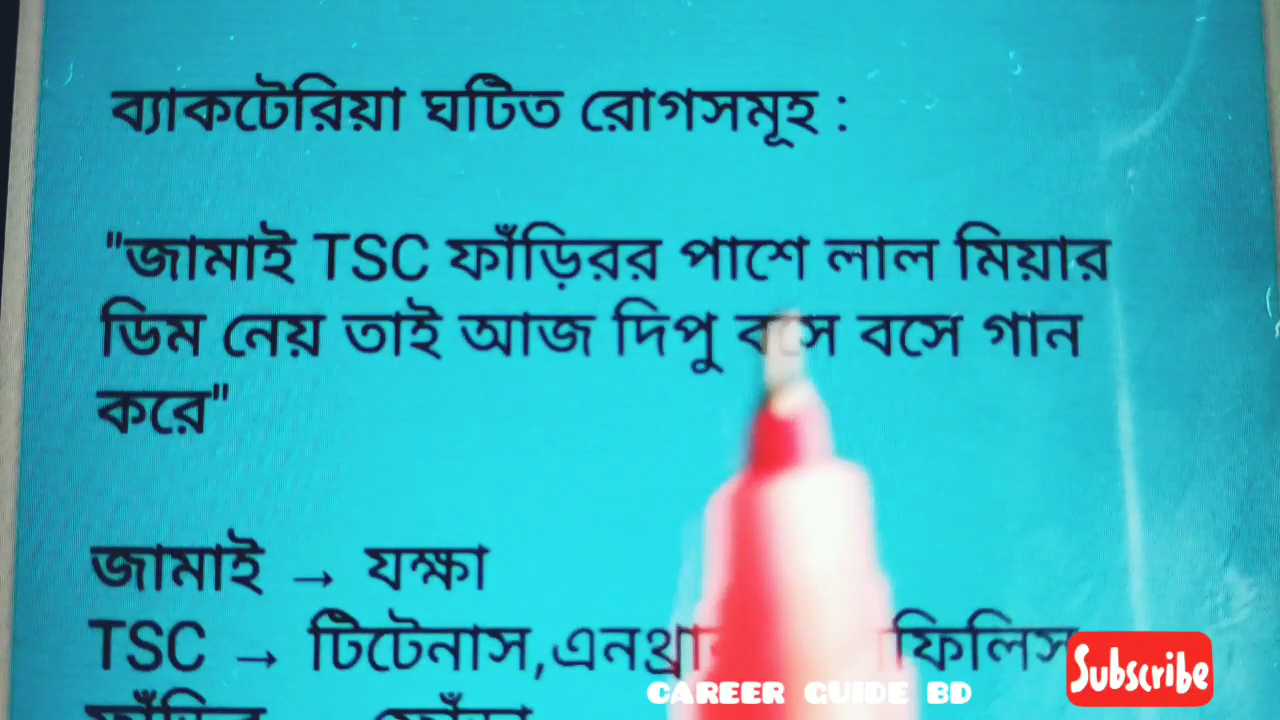 ব্যাকটেরিয়া ঘটিত রোগসমূহ :
"জামাই TSC ফাঁড়িরর পাশে লাল মিয়ার
ডিম নেয় তাই আজ দিপু বসে বসে গান
করে"
জামাই → যক্ষা
TSC → টিটেনাস,
CAREER GUIDE BD
Subscribe